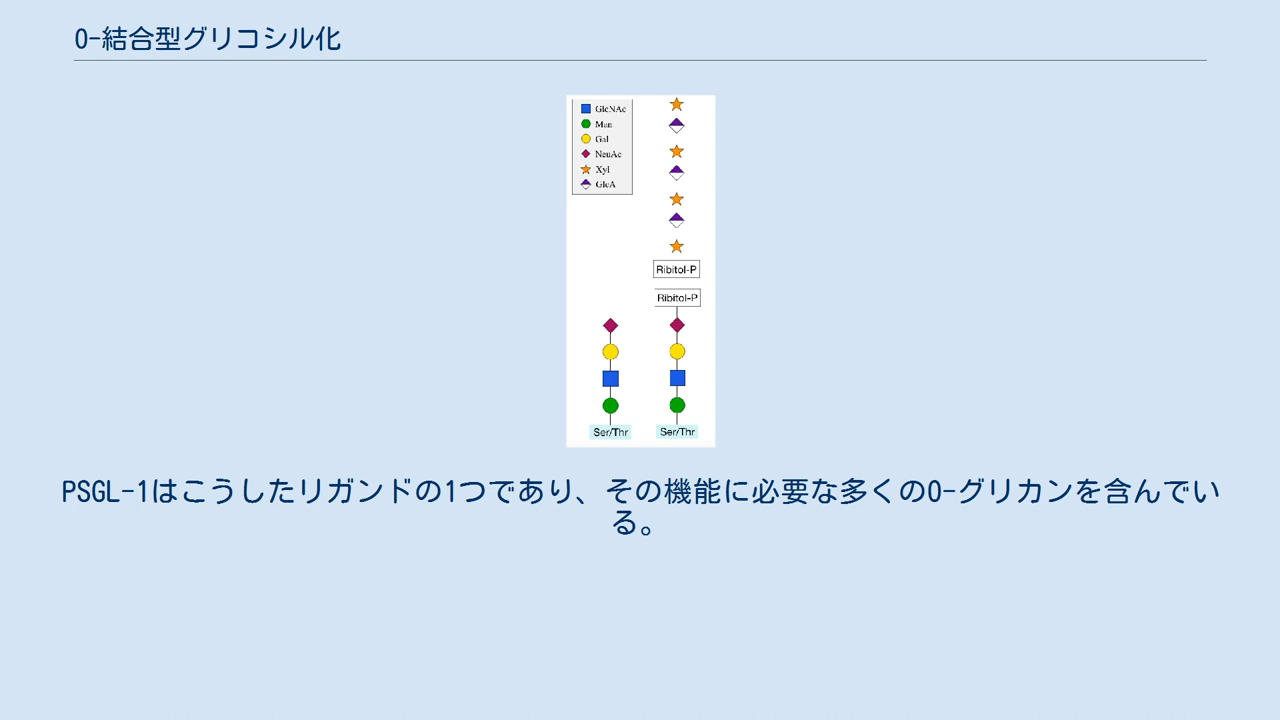 O-結合型グリコシル化
GlcNAc
Man
Gal
NeuAc
Xyl
GlcA
Ribitol-P
Ribitol-P
Ser/Thr
Ser/Thr
PSGL-1はこうしたリガンドの1つであり、その機能に必要な多くのO-グリカンを含んでい
る。